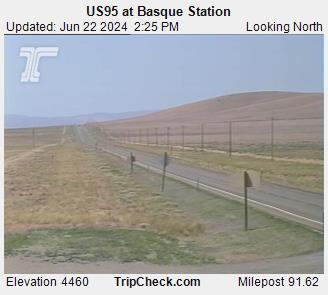 US95 at Basque Station
Updated: Jun 22 2024 2:25 PM Looking North
Elevation 4460 TripCheck.com Milepost 91.62